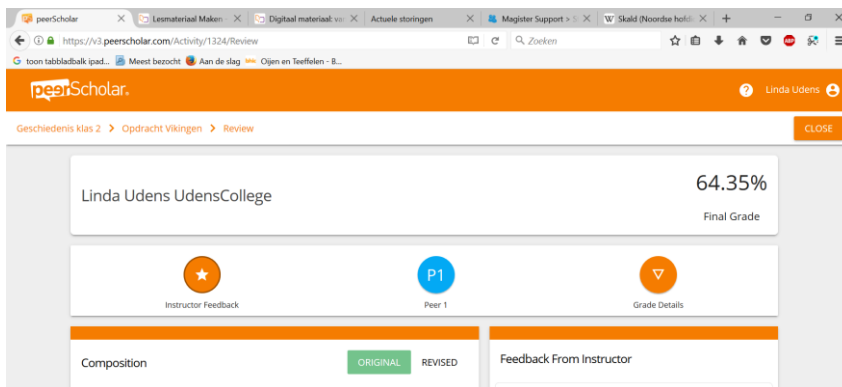 peerScholar
Lesmateriaal Maken -
Digitaal materiaal: va
Actuele storingen
Magister Support > S
Skald (Noordse hofdi
https://v3.peerscholar.com/Activity/1324/Review
Zoeken
toon tabbladbalk ipad...
Meest bezocht
Aan de slag
Oijen en Teeffelen - B...
peerScholar.
Linda Udens
Geschiedenis klas 2 > Opdracht Vikingen > Review
CLOSE
Linda Udens UdensCollege
64.35%
Final Grade
P1
Instructor Feedback
Peer 1
Grade Details
Composition
ORIGINAL
REVISED
Feedback From Instructor